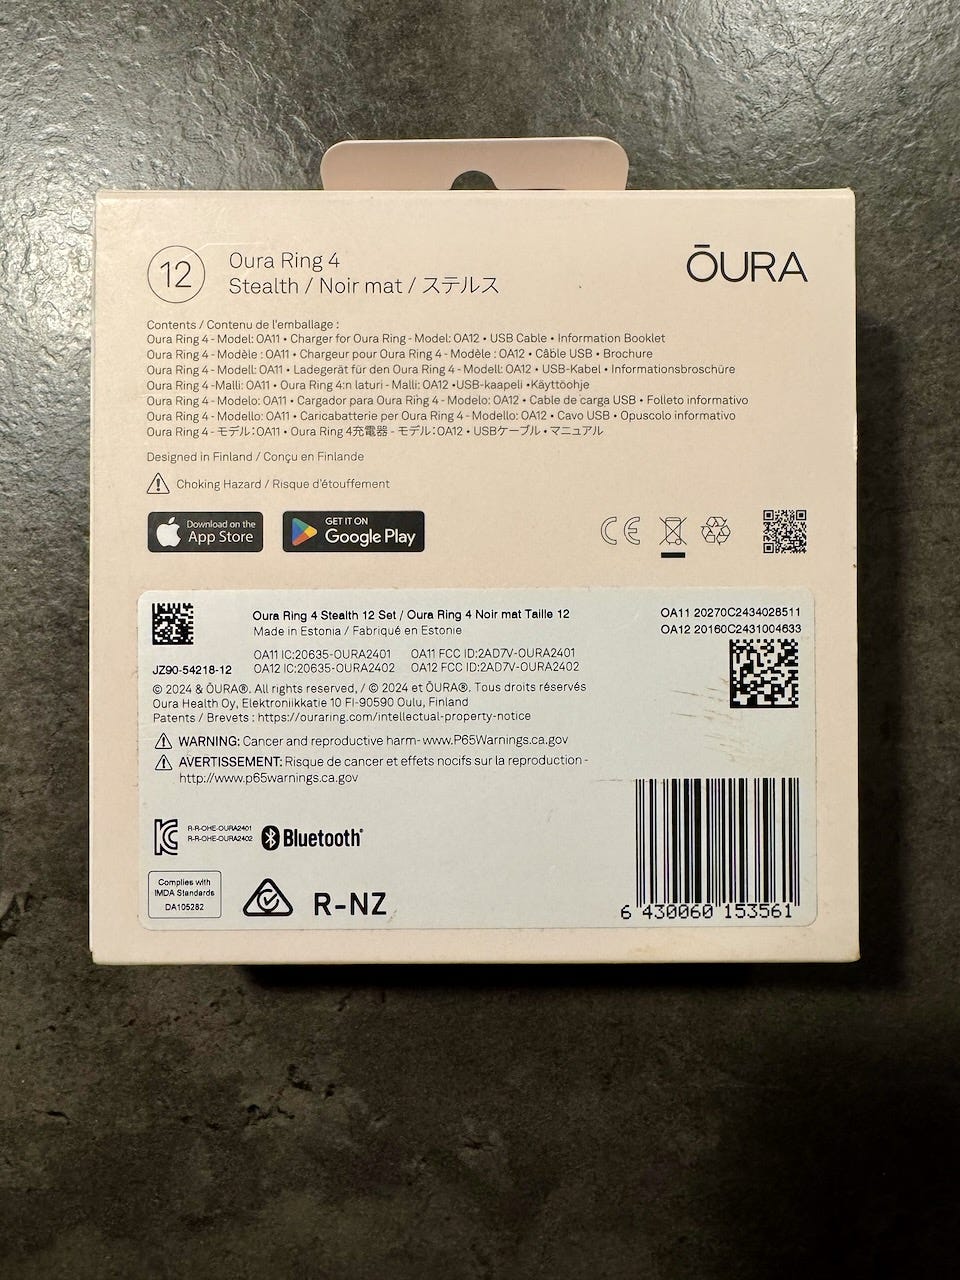 12
Oura Ring 4
Stealth / Noir mat / ステルス
ŌURA
Contents / Contenu de l'emballage :
Oura Ring 4 - Model: OA11 • Charger for Oura Ring - Model: OA12 • USB Cable • Information Booklet
Oura Ring 4 - Modèle : OA11 • Chargeur pour Oura Ring 4 - Modèle : OA12 • Câble USB • Brochure
Oura Ring 4 - Modell: OA11 • Ladegerät für den Oura Ring 4 - Modell: OA12 • USB-Kabel • Informationsbroschüre
Oura Ring 4 -Malli: OA11 • Oura Ring 4:n laturi - Malli: OA12 •USB-kaapeli •Käyttöohje
Oura Ring 4 - Modelo: OA11 • Cargador para Oura Ring 4 - Modelo: OA12 • Cable de carga USB • Folleto informativo
Oura Ring 4 - Modello: OA11 • Caricabatterie per Oura Ring 4 - Modello: OA12 • Cavo USB • Opuscolo informativo
Oura Ring 4 - モデル：OA11 • Oura Ring 4充電器 - モデル：OA12 • USBケーブル • マニュアル
Designed in Finland / Conçu en Finlande
Choking Hazard / Risque d'étouffement
Download on the
App Store
GET IT ON
Google Play
CE
Oura Ring 4 Stealth 12 Set / Oura Ring 4 Noir mat Taille 12
Made in Estonia / Fabriqué en Estonie
OA11 20270C2434028511
OA12 20160C2431004633
JZ90-54218-12
OA11 IC:20635-OURA2401 OA11 FCC ID:2AD7V-OURA2401
OA12 IC:20635-OURA2402 OA12 FCC ID:2AD7V-OURA2402
© 2024 & ŌURA®. All rights reserved, / © 2024 et ŌURA®. Tous droits réservés
Oura Health Oy, Elektroniikkatie 10 FI-90590 Oulu, Finland
Patents / Brevets : https://ouraring.com/intellectual-property-notice
WARNING: Cancer and reproductive harm- www.P65Warnings.ca.gov
AVERTISSEMENT: Risque de cancer et effets nocifs sur la reproduction -
http://www.p65warnings.ca.gov
R-R-OHE-OURA2401
R-R-OHE-OURA2402
Bluetooth®
Complies with
IMDA Standards
DA105282
R-NZ
6 430060 153561